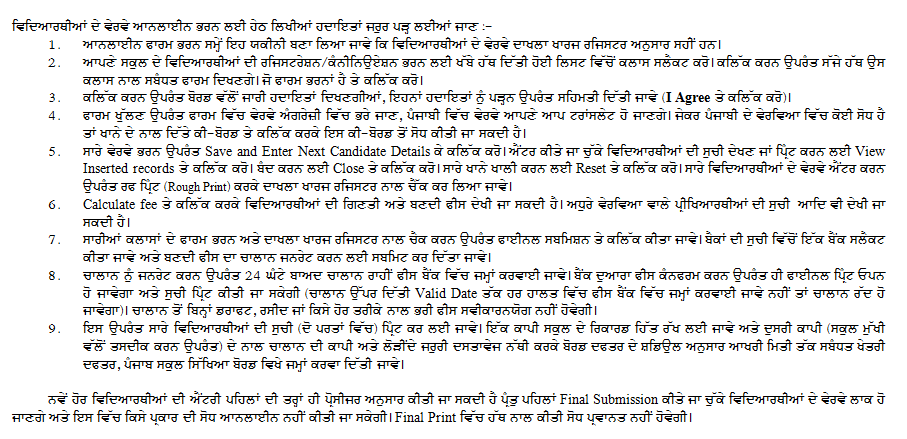 ਵਿਦਿਆਰਥੀਆਂ ਦੇ ਵੇਰਵੇ ਆਨਲਾਈਨ ਭਰਨ ਲਈ ਹੇਠ ਲਿਖੀਆਂ ਹਦਾਇਤਾਂ ਜਰੁਰ ਪੜ੍ਹ ਲਈਆਂ ਜਾਣ :-
1. ਆਨਲਾਈਨ ਫਾਰਮ ਭਰਨ ਸਮੇਂ ਇਹ ਯਕੀਨੀ ਬਣਾ ਲਿਆ ਜਾਵੇ ਕਿ ਵਿਦਿਆਰਥੀਆਂ ਦੇ ਵੇਰਵੇ ਦਾਖਲਾ ਖਾਰਜ ਰਜਿਸਟਰ ਅਨੁਸਾਰ ਸਹੀਂ ਹਨ।
2. ਆਪਣੇ ਸਕੂਲ ਦੇ ਵਿਦਿਆਰਥੀਆਂ ਦੀ ਰਜਿਸਟਰੇਸ਼ਨ/ਕੰਨੀਨਿਊਏਸ਼ਨ ਭਰਨ ਲਈ ਖੱਬੇ ਹੱਥ ਦਿੱਤੀ ਹੋਈ ਲਿਸਟ ਵਿੱਚੋਂ ਕਲਾਸ ਸਲੈਕਟ ਕਰੋ। ਕਲਿੱਕ ਕਰਨ ਉਪਰੰਤ ਸੱਜੇ ਹੱਥ ਉਸ
ਕਲਾਸ ਨਾਲ ਸਬੰਧਤ ਫਾਰਮ ਦਿਖਣਗੇ। ਜੋ ਫਾਰਮ ਭਰਨਾਂ ਹੈ ਤੇ ਕਲਿੱਕ ਕਰੋ।
3. ਕਲਿੱਕ ਕਰਨ ਉਪਰੰਤ ਬੋਰਡ ਵੱਲੋਂ ਜਾਰੀ ਹਦਾਇਤਾਂ ਦਿਖਣਗੀਆਂ, ਇਹਨਾਂ ਹਦਾਇਤਾਂ ਨੂੰ ਪੜ੍ਹਨ ਉਪਰੰਤ ਸਹਿਮਤੀ ਦਿੱਤੀ ਜਾਵੇ (I Agree ਤੇ ਕਲਿੱਕ ਕਰੋ)।
4. ਫਾਰਮ ਖੁੱਲਣ ਉਪਰੰਤ ਫਾਰਮ ਵਿੱਚ ਵੇਰਵੇ ਅੰਗਰੇਜ਼ੀ ਵਿੱਚ ਭਰੇ ਜਾਣ, ਪੰਜਾਬੀ ਵਿੱਚ ਵੇਰਵੇ ਆਪਣੇ ਆਪ ਟਰਾਂਸਲੇਟ ਹੋ ਜਾਣਗੇ। ਜੇਕਰ ਪੰਜਾਬੀ ਦੇ ਵੇਰਵਿਆ ਵਿੱਚ ਕੋਈ ਸੋਧ ਹੈ
ਤਾਂ ਖਾਨੇ ਦੇ ਨਾਲ ਦਿੱਤੇ ਕੀ-ਬੋਰਡ ਤੇ ਕਲਿੱਕ ਕਰਕੇ ਇਸ ਕੀ-ਬੋਰਡ ਤੋਂ ਸੋਧ ਕੀਤੀ ਜਾ ਸਕਦੀ ਹੈ।
5. ਸਾਰੇ ਵੇਰਵੇ ਭਰਨ ਉਪਰੰਤ Save and Enter Next Candidate Details ਕੇ ਕਲਿੱਕ ਕਰੋ। ਐਂਟਰ ਕੀਤੇ ਜਾ ਚੁੱਕੇ ਵਿਦਿਆਰਥੀਆਂ ਦੀ ਸੁਚੀ ਦੇਖਣ ਜਾਂ ਪ੍ਰਿੰਟ ਕਰਨ ਲਈ View
Inserted records ਤੇ ਕਲਿੱਕ ਕਰੋ। ਬੰਦ ਕਰਨ ਲਈ Close ਤੇ ਕਲਿੱਕ ਕਰੋ। ਸਾਰੇ ਖਾਨੇ ਖਾਲੀ ਕਰਨ ਲਈ Reset ਤੇ ਕਲਿੱਕ ਕਰੋ। ਸਾਰੇ ਵਿਦਿਆਰਥੀਆਂ ਦੇ ਵੇਰਵੇ ਐਂਟਰ ਕਰਨ
ਉਪਰੰਤ ਰਫ ਪ੍ਰਿੰਟ (Rough Print) ਕਰਕੇ ਦਾਖਲਾ ਖਾਰਜ ਰਜਿਸਟਰ ਨਾਲ ਚੈੱਕ ਕਰ ਲਿਆ ਜਾਵੇ।
6. Calculate fee ਤੇ ਕਲਿੱਕ ਕਰਕੇ ਵਿਦਿਆਰਥੀਆਂ ਦੀ ਗਿਣਤੀ ਅਤੇ ਬਣਦੀ ਫੀਸ ਦੇਖੀ ਜਾ ਸਕਦੀ ਹੈ। ਅਧੁਰੇ ਵੇਰਵਿਆ ਵਾਲੇ ਪ੍ਰੀਖਿਆਰਥੀਆਂ ਦੀ ਸੁਚੀ ਆਦਿ ਵੀ ਦੇਖੀ ਜਾ
ਸਕਦੀ ਹੈ।
7. ਸਾਰੀਆਂ ਕਲਾਸਾਂ ਦੇ ਫਾਰਮ ਭਰਨ ਅਤੇ ਦਾਖਲਾ ਖਾਰਜ ਰਜਿਸਟਰ ਨਾਲ ਚੈਕ ਕਰਨ ਉਪਰੰਤ ਫਾਈਨਲ ਸਬਮਿਸ਼ਨ ਤੇ ਕਲਿੱਕ ਕੀਤਾ ਜਾਵੇ। ਬੈਕਾਂ ਦੀ ਸੁਚੀ ਵਿੱਚੋਂ ਇੱਕ ਬੈਂਕ ਸਲੈਕਟ
ਕੀਤਾ ਜਾਵੇ ਅਤੇ ਬਣਦੀ ਫੀਸ ਦਾ ਚਾਲਾਨ ਜਨਰੇਟ ਕਰਨ ਲਈ ਸਬਮਿਟ ਕਰ ਦਿੱਤਾ ਜਾਵੇ।
8. ਚਾਲਾਨ ਨੂੰ ਜਨਰੇਟ ਕਰਨ ਉਪਰੰਤ 24 ਘੰਟੇ ਬਾਅਦ ਚਾਲਾਨ ਰਾਹੀਂ ਫੀਸ ਬੈਂਕ ਵਿੱਚ ਜਮ੍ਹਾਂ ਕਰਵਾਈ ਜਾਵੇ। ਬੈਂਕ ਦੁਆਰਾ ਫੀਸ ਕੰਨਫਰਮ ਕਰਨ ਉਪਰੰਤ ਹੀ ਫਾਈਨਲ ਪ੍ਰਿੰਟ ਓਪਨ
ਹੋ ਜਾਵੇਗਾ ਅਤੇ ਸੁਚੀ ਪ੍ਰਿੰਟ ਕੀਤੀ ਜਾ ਸਕੇਗੀ (ਚਾਲਾਨ ਉੱਪਰ ਦਿੱਤੀ Valid Date ਤੱਕ ਹਰ ਹਾਲਤ ਵਿੱਚ ਫੀਸ ਬੈਂਕ ਵਿੱਚ ਜਮ੍ਹਾਂ ਕਰਵਾਈ ਜਾਵੇ ਨਹੀਂ ਤਾਂ ਚਾਲਾਨ ਰੱਦ ਹੋ
ਜਾਵੇਗਾ)। ਚਾਲਾਨ ਤੋਂ ਬਿਨ੍ਹਾਂ ਡਰਾਫਟ, ਰਸੀਦ ਜਾਂ ਕਿਸੇ ਹੋਰ ਤਰੀਕੇ ਨਾਲ ਭਰੀ ਫੀਸ ਸਵੀਕਾਰਨਯੋਗ ਨਹੀਂ ਹੋਵੇਗੀ।
9. ਇਸ ਉਪਰੰਤ ਸਾਰੇ ਵਿਦਿਆਰਥੀਆਂ ਦੀ ਸੁਚੀ (ਦੋ ਪਰਤਾਂ ਵਿੱਚ) ਪ੍ਰਿੰਟ ਕਰ ਲਈ ਜਾਵੇ। ਇੱਕ ਕਾਪੀ ਸਕੂਲ ਦੇ ਰਿਕਾਰਡ ਹਿੱਤ ਰੱਖ ਲਈ ਜਾਵੇ ਅਤੇ ਦੁਸਰੀ ਕਾਪੀ (ਸਕੂਲ ਮੁੱਖੀ
ਵੱਲੋਂ ਤਸਦੀਕ ਕਰਨ ਉਪਰੰਤ) ਦੇ ਨਾਲ ਚਾਲਾਨ ਦੀ ਕਾਪੀ ਅਤੇ ਲੋੜੀਂਦੇ ਜਰੁਰੀ ਦਸਤਾਵੇਜ ਨੱਥੀ ਕਰਕੇ ਬੋਰਡ ਦਫਤਰ ਦੇ ਸ਼ਡਿਉਲ ਅਨੁਸਾਰ ਆਖਰੀ ਮਿਤੀ ਤੱਕ ਸਬੰਧਤ ਖੇਤਰੀ
ਦਫਤਰ, ਪੰਜਾਬ ਸਕੂਲ ਸਿੱਖਿਆ ਬੋਰਡ ਵਿਖੇ ਜਮ੍ਹਾਂ ਕਰਵਾ ਦਿੱਤੀ ਜਾਵੇ।
ਨਵੇਂ ਹੋਰ ਵਿਦਿਆਰਥੀਆਂ ਦੀ ਐਂਟਰੀ ਪਹਿਲਾਂ ਦੀ ਤਰ੍ਹਾਂ ਹੀ ਪ੍ਰੋਸੀਜਰ ਅਨੁਸਾਰ ਕੀਤੀ ਜਾ ਸਕਦੀ ਹੈ ਪ੍ਰੰਤੂ ਪਹਿਲਾਂ Final Submission ਕੀਤੇ ਜਾ ਚੁਕੇ ਵਿਦਿਆਰਥੀਆਂ ਦੇ ਵੇਰਵੇ ਲਾਕ ਹੋ
ਜਾਣਗੇ ਅਤੇ ਇਸ ਵਿੱਚ ਕਿਸੇ ਪ੍ਰਕਾਰ ਦੀ ਸੋਧ ਆਨਲਾਈਨ ਨਹੀਂ ਕੀਤੀ ਜਾ ਸਕੇਗੀ। Final Print ਵਿੱਚ ਹੱਥ ਨਾਲ ਕੀਤੀ ਸੋਧ ਪ੍ਰਵਾਨਤ ਨਹੀਂ ਹੋਵੇਗੀ।